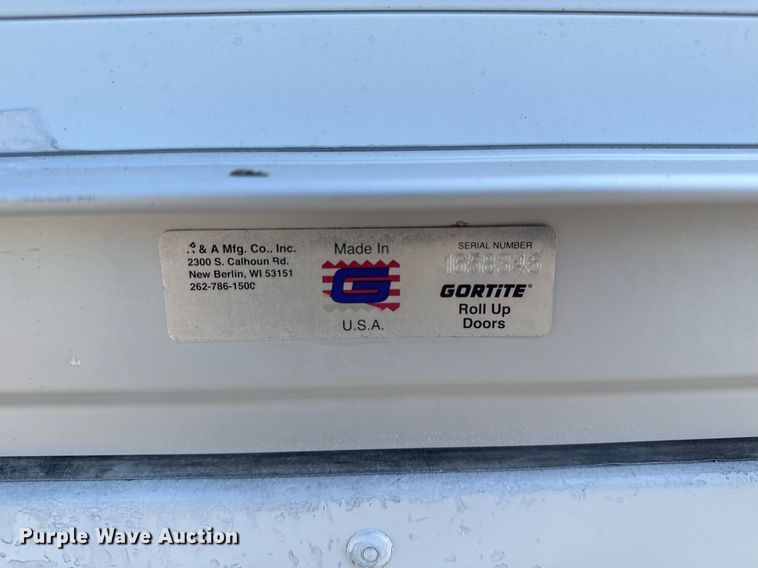 A & A Mfg. Co., Inc.
2300 S. Calhoun Rd.
New Berlin, WI 53151
262-786-1500
Made In
G
U.S.A.
SERIAL NUMBER
GORTITE®
Roll Up
Doors
Purple Wave Auction